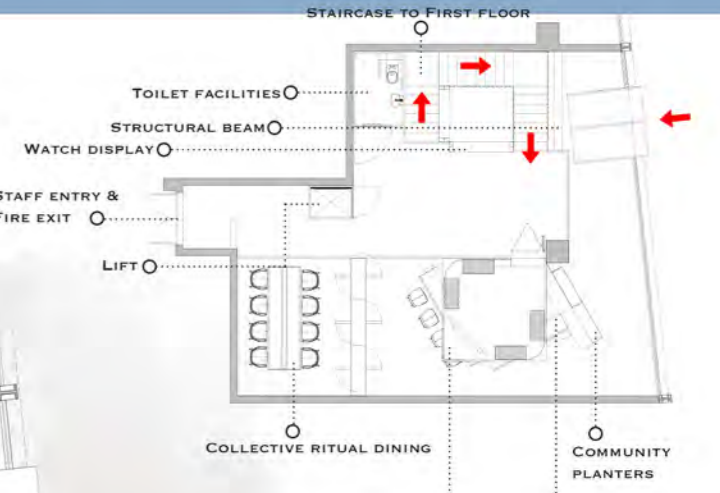 STAIRCASE TO FIRST FLOOR
TOILET FACILITIES
STRUCTURAL BEAM
WATCH DISPLAY
STAFF ENTRY &
FIRE EXIT
LIFT
COLLECTIVE RITUAL DINING
COMMUNITY
PLANTERS